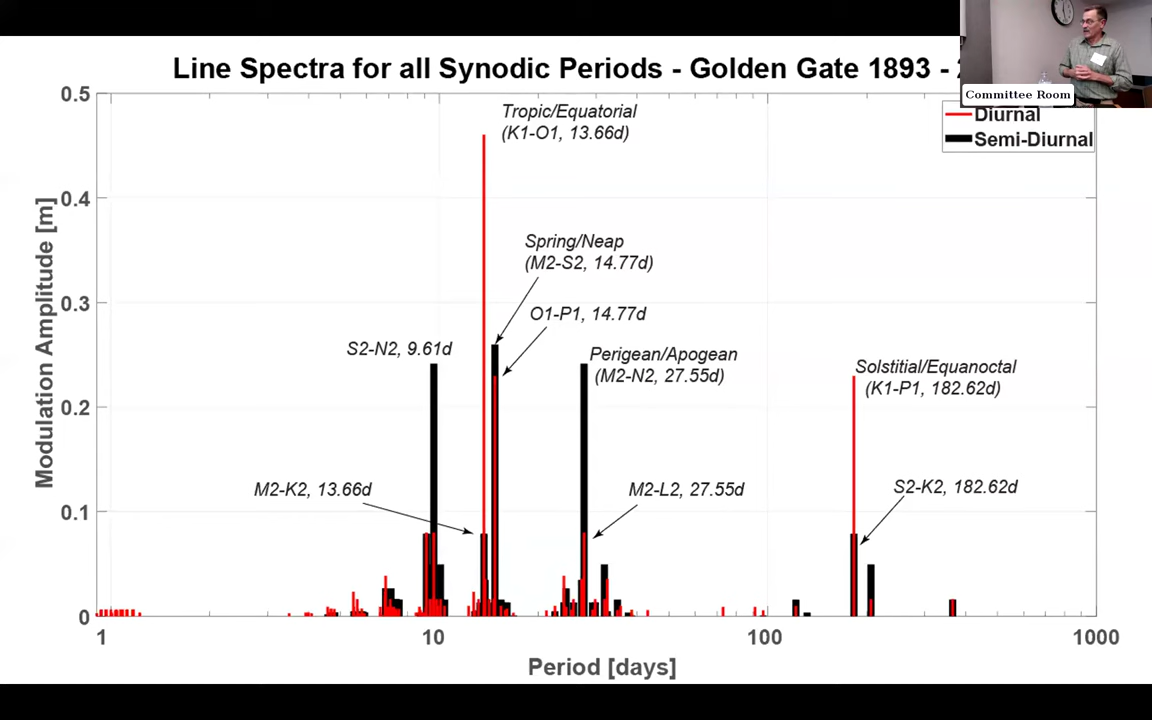 Line Spectra for all Synodic Periods - Golden Gate 1893 -
Committee Room
Diurnal
Semi-Diurnal
Tropic/Equatorial
(K1-O1, 13.66d)
Spring/Neap
(M2-S2, 14.77d)
O1-P1, 14.77d
S2-N2, 9.61d
Perigean/Apogean
(M2-N2, 27.55d)
Solstitial/Equanoctal
(K1-P1, 182.62d)
M2-K2, 13.66d
M2-L2, 27.55d
S2-K2, 182.62d
Modulation Amplitude [m]
0.5
0.4
0.3
0.2
0.1
0
1
10
100
1000
Period [days]